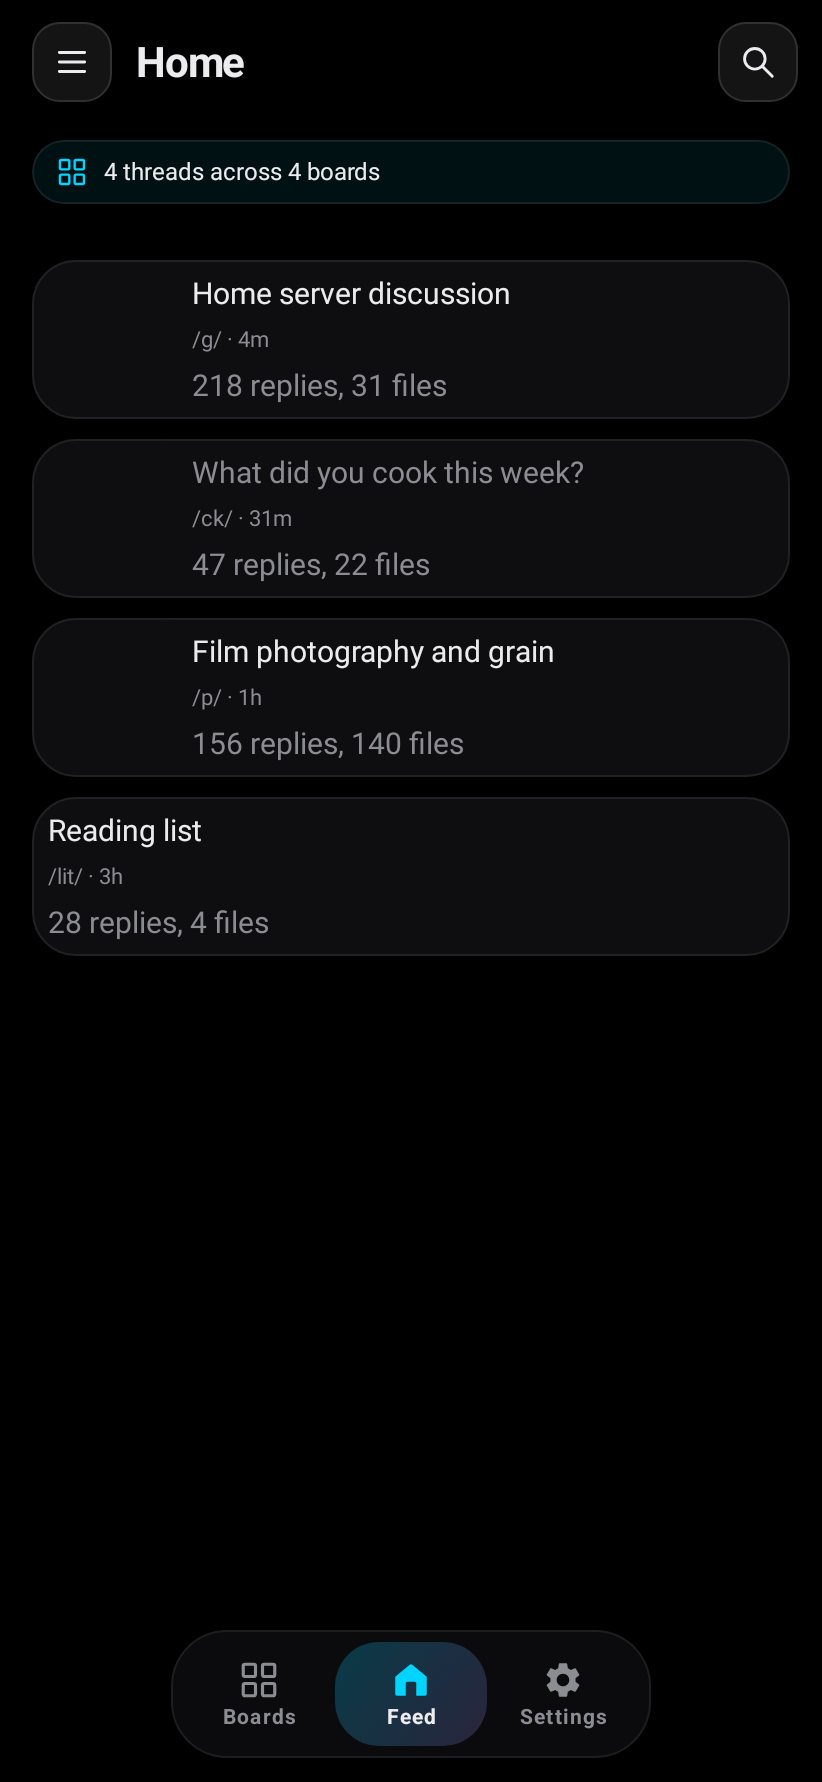 Home
4 threads across 4 boards
Home server discussion
/g/ · 4m
218 replies, 31 files
What did you cook this week?
/ck/ · 31m
47 replies, 22 files
Film photography and grain
/p/ · 1h
156 replies, 140 files
Reading list
/lit/ · 3h
28 replies, 4 files
Boards
Feed
Settings